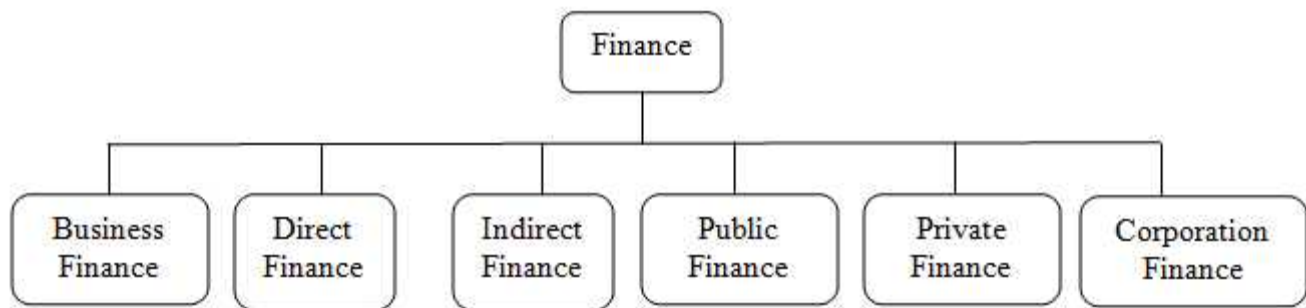 Finance
Business
Finance
Direct
Finance
Indirect
Finance
Public
Finance
Private
Finance
Corporation
Finance